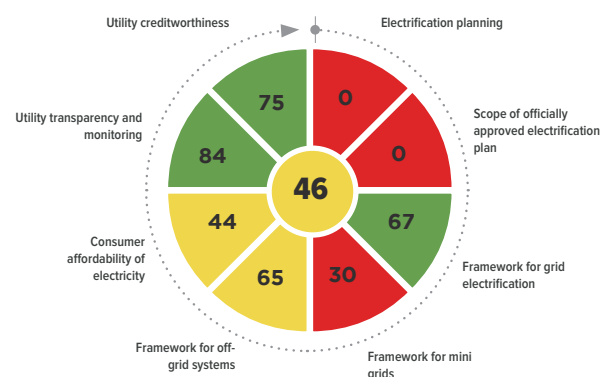 Utility creditworthiness
Electrification planning
75
0
Utility transparency and
monitoring
84
0
Scope of officially
approved electrification
plan
46
44
67
Consumer
affordability of
electricity
65
30
Framework for grid
electrification
Framework for off-
grid systems
Framework for mini
grids